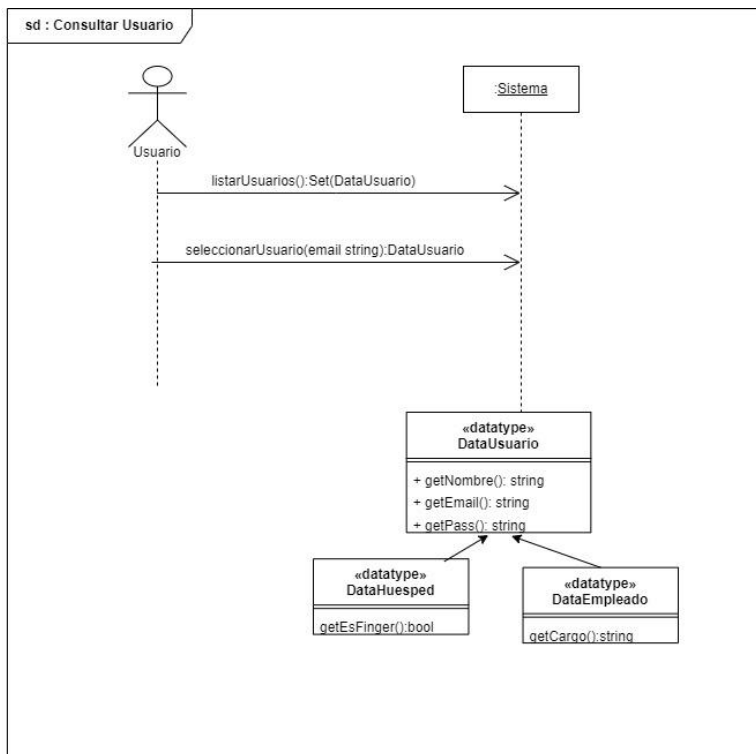 sd : Consultar Usuario
:Sistema
Usuario
listarUsuarios():Set(DataUsuario)
seleccionarUsuario(email string):DataUsuario
«datatype»
DataUsuario
+ getNombre(): string
+ getEmail(): string
+ getPass(): string
«datatype»
DataHuesped
getEsFinger():bool
«datatype»
DataEmpleado
getCargo():string